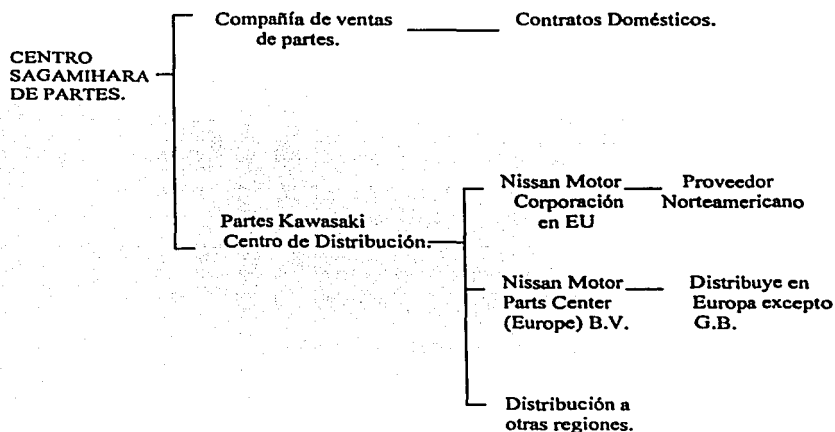 Compañía de ventas
de partes.
Contratos Domésticos.
CENTRO
SAGAMIHARA
DE PARTES.
Partes Kawasaki
Centro de Distribución.
Nissan Motor
Corporación
en EU
Proveedor
Norteamericano
Nissan Motor
Parts Center
(Europe) B.V.
Distribuye en
Europa excepto
G.B.
Distribución a
otras regiones.